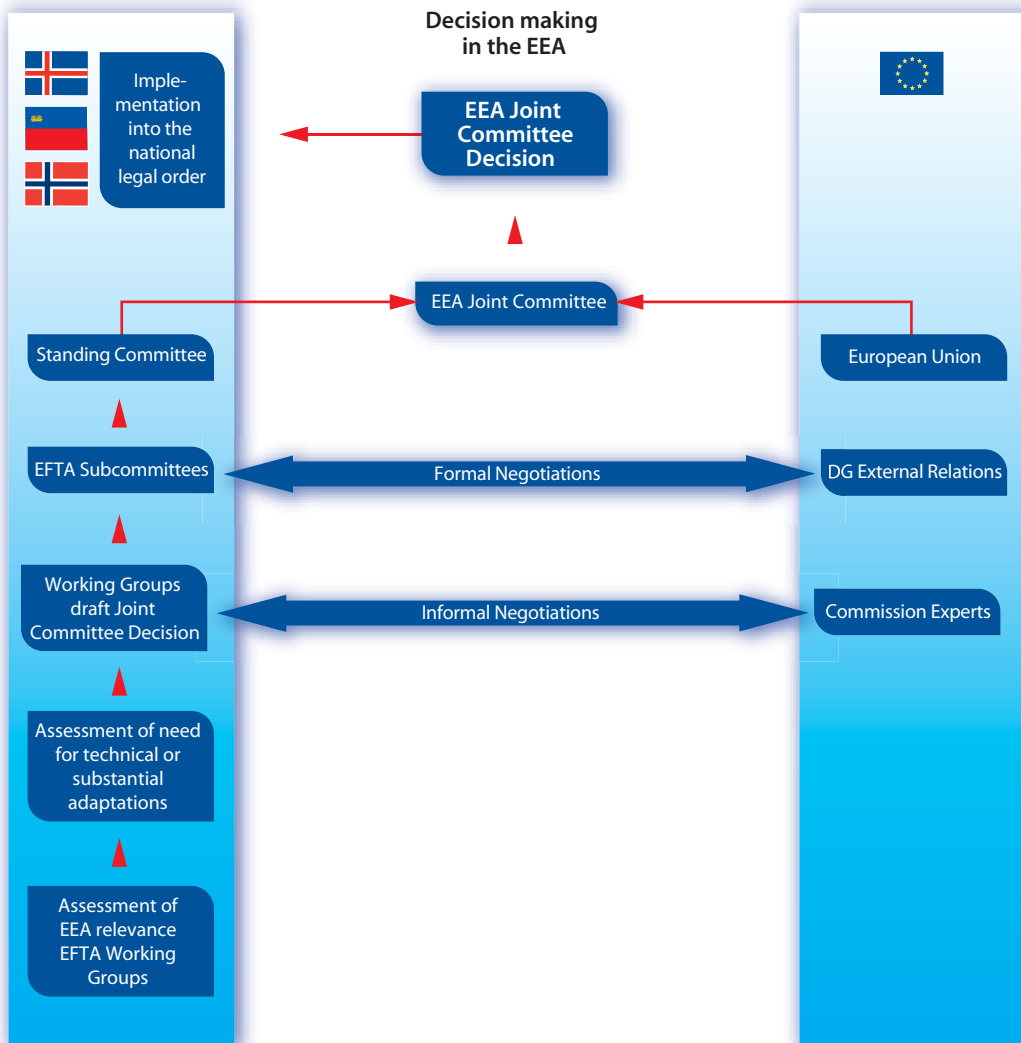 Decision making
in the EEA
Imple-
mentation
into the
national
legal order
EEA Joint
Committee
Decision
EEA Joint Committee
Standing Committee
European Union
EFTA Subcommittees
Formal Negotiations
DG External Relations
Working Groups
draft Joint
Committee Decision
Informal Negotiations
Commission Experts
Assessment of need
for technical or
substantial
adaptations
Assessment of
EEA relevance
EFTA Working
Groups